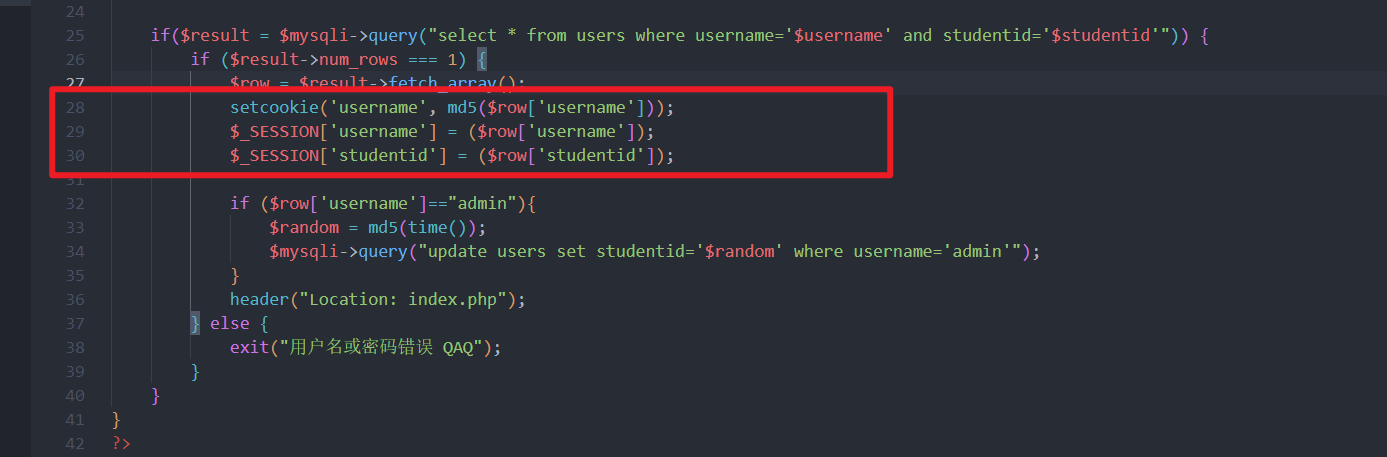 24
25 if($result = $mysqli->query("select * from users where username='$username' and studentid='$studentid'")) {
26 if ($result->num_rows === 1) {
27 $row = $result->fetch_array();
28 setcookie('username', md5($row['username']));
29 $_SESSION['username'] = ($row['username']);
30 $_SESSION['studentid'] = ($row['studentid']);
31
32 if ($row['username']=="admin"){
33 $random = md5(time());
34 $mysqli->query("update users set studentid='$random' where username='admin'");
35 }
36 header("Location: index.php");
37 } else {
38 exit("用户名或密码错误 QAQ");
39 }
40 }
41 }
42 ?>